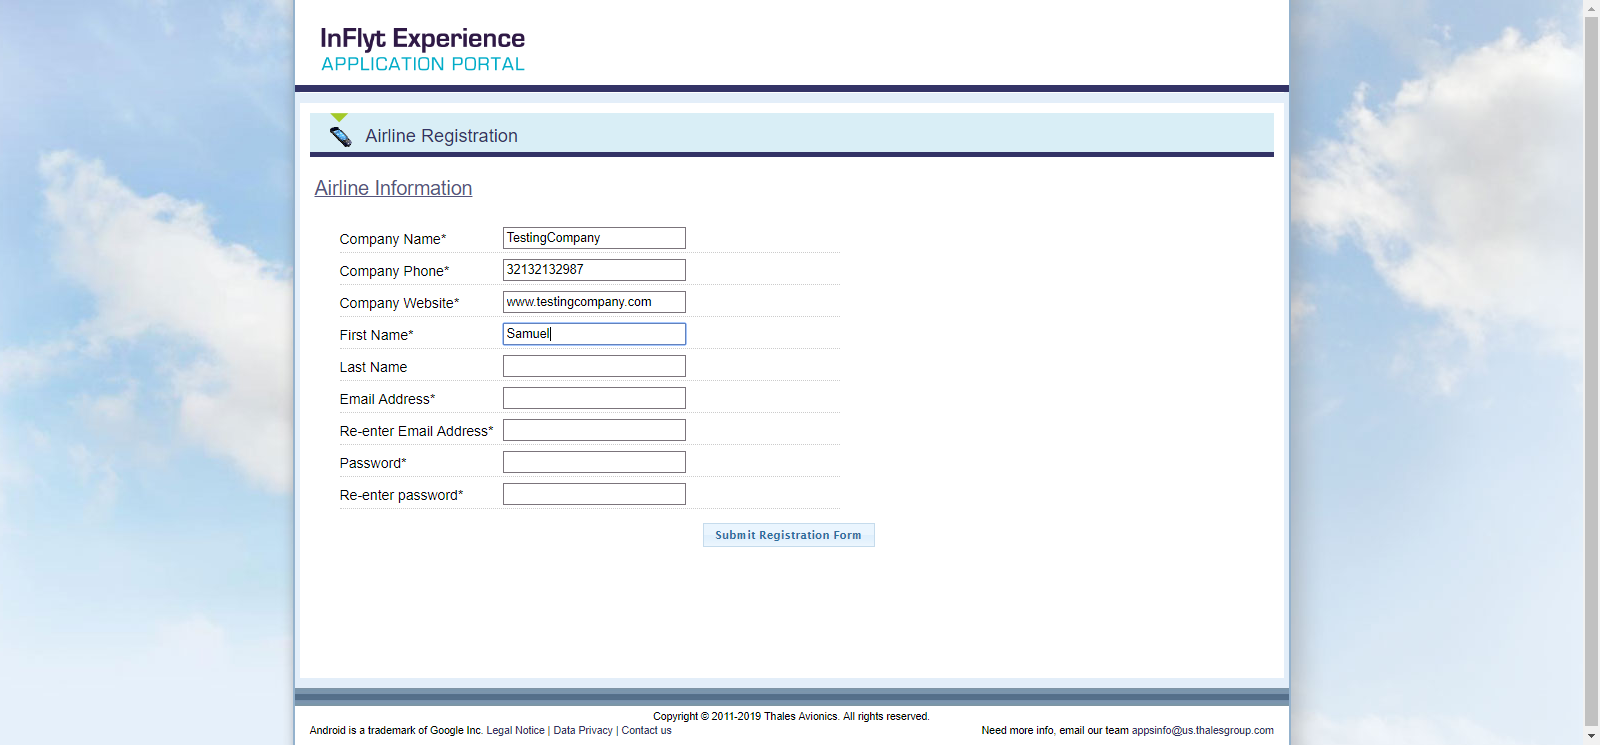 InFlyt Experience
APPLICATION PORTAL
Airline Registration
Airline Information
Company Name* TestingCompany
Company Phone* 32132132987
Company Website* www.testingcompany.com
First Name* Samuel
Last Name
Email Address*
Re-enter Email Address*
Password*
Re-enter password*
Submit Registration Form
Copyright © 2011-2019 Thales Avionics. All rights reserved.
Android is a trademark of Google Inc. Legal Notice | Data Privacy | Contact us Need more info, email our team appsinfo@us.thalesgroup.com